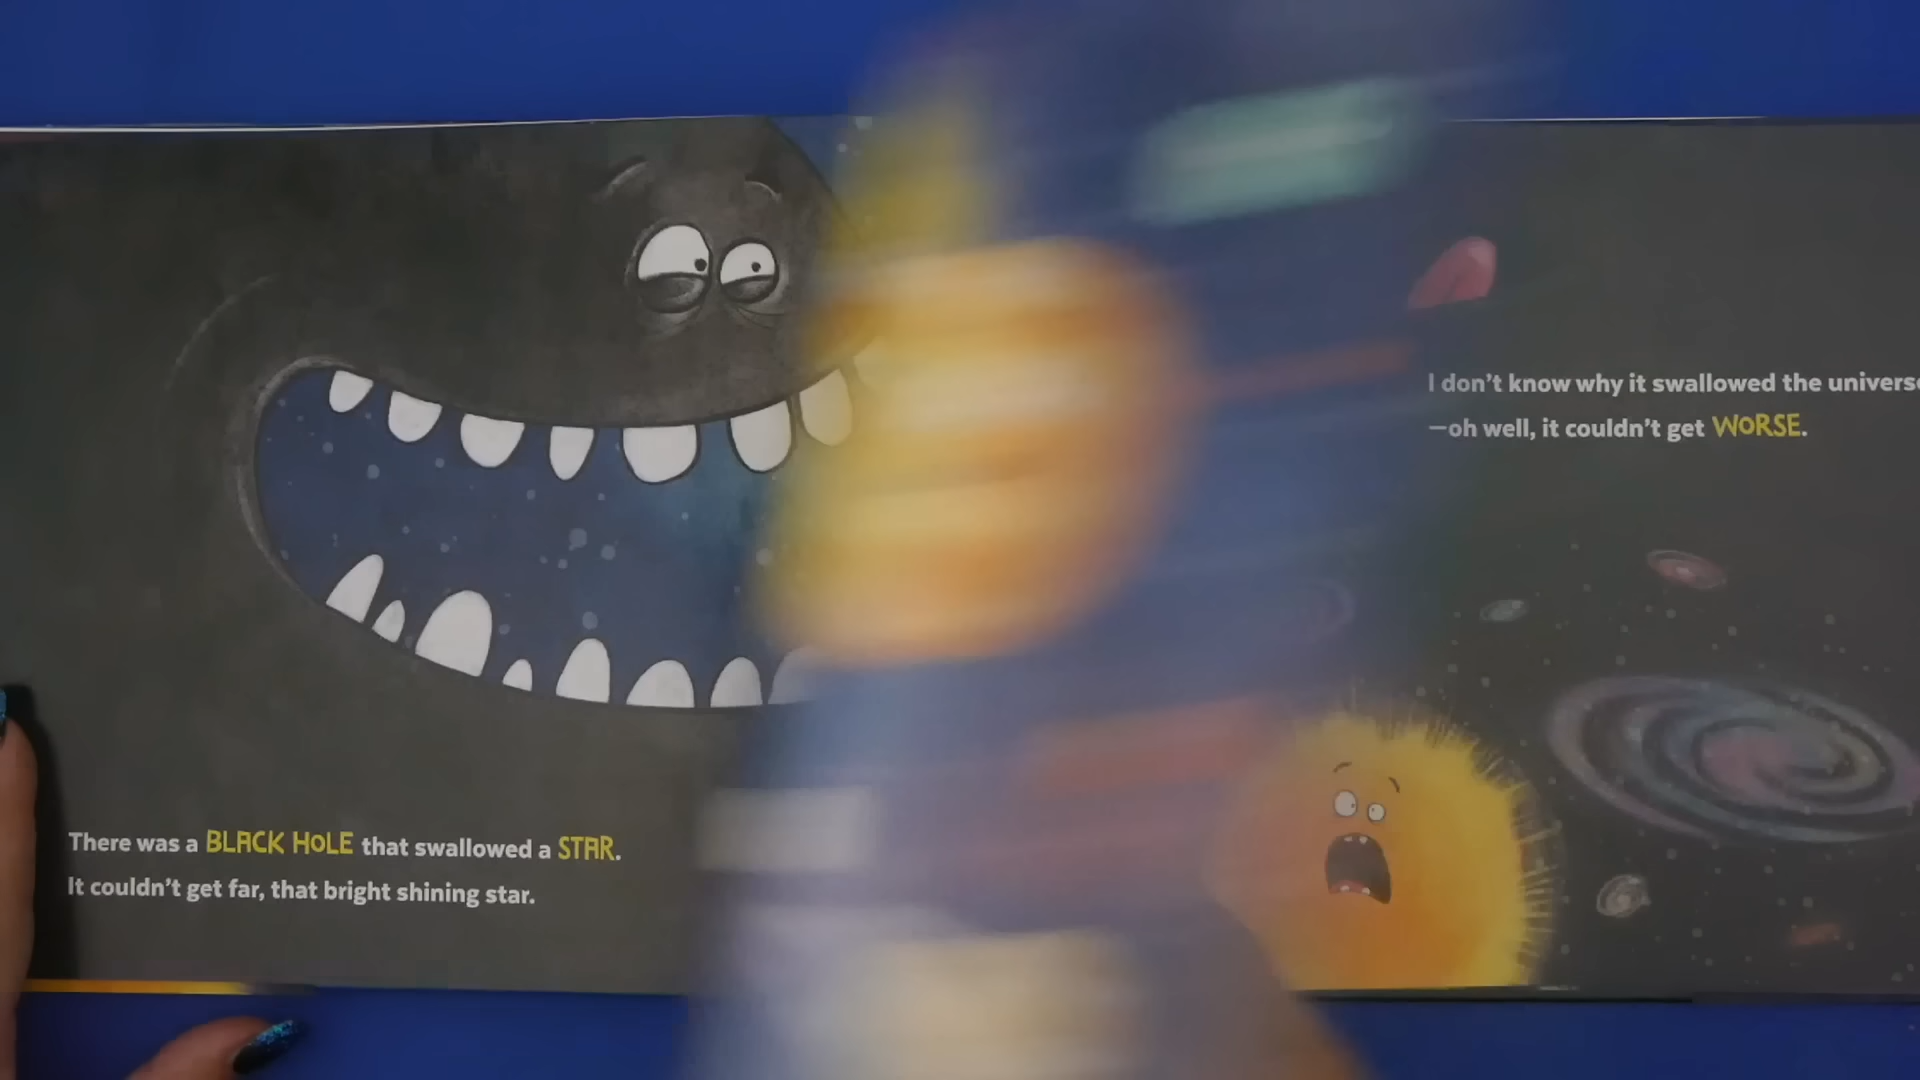 There was a BLACK HOLE that swallowed a STAR.
It couldn't get far, that bright shining star.
I don't know why it swallowed the universe
—oh well, it couldn't get WORSE.